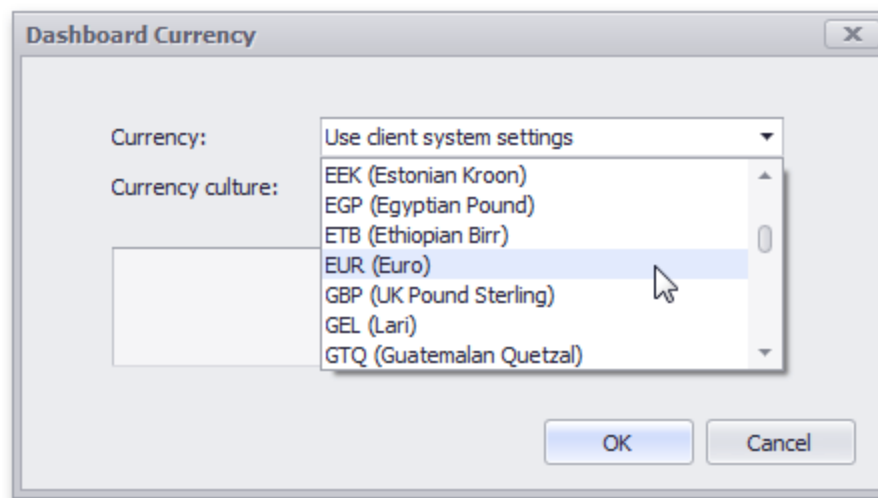 Dashboard Currency
Currency:
Use client system settings
Currency culture:
EEK (Estonian Kroon)
EGP (Egyptian Pound)
ETB (Ethiopian Birr)
EUR (Euro)
GBP (UK Pound Sterling)
GEL (Lari)
GTQ (Guatemalan Quetzal)
OK
Cancel